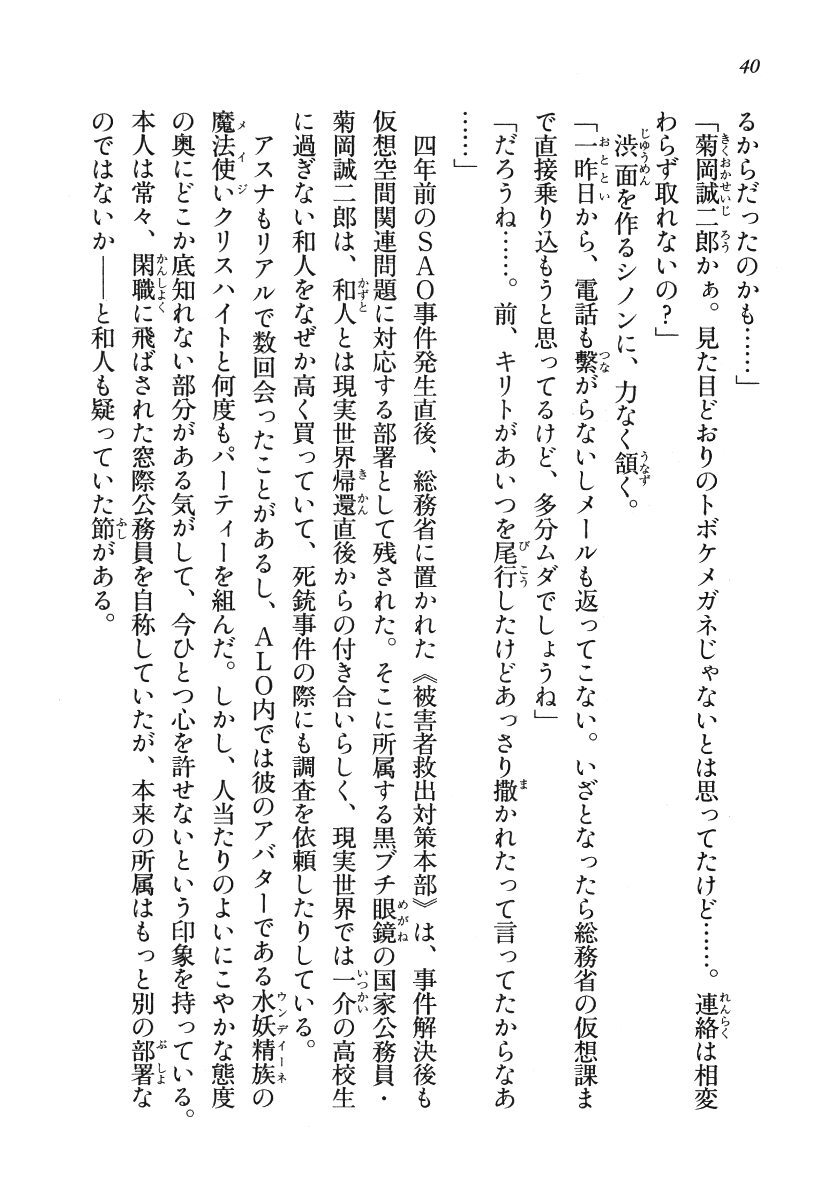 40
るからだったのかも……」
「菊岡誠二郎かぁ。見た目どおりのトボケメガネじゃないとは思ってたけど……。連絡は相変
わらず取れないの？」
　渋面を作るシノンに、力なく頷く。
「一昨日から、電話も繋がらないしメールも返ってこない。いざとなったら総務省の仮想課ま
で直接乗り込もうと思ってるけど、多分ムダでしょうね」
「だろうね……。前、キリトがあいつを尾行したけどあっさり撒かれたって言ってたからなあ
……」
　四年前のＳＡＯ事件発生直後、総務省に置かれた《被害者救出対策本部》は、事件解決後も
仮想空間関連問題に対応する部署として残された。そこに所属する黒ブチ眼鏡の国家公務員・
菊岡誠二郎は、和人とは現実世界帰還直後からの付き合いらしく、現実世界では一介の高校生
に過ぎない和人をなぜか高く買っていて、死銃事件の際にも調査を依頼したりしている。
　アスナもリアルで数回会ったことがあるし、ＡＬＯ内では彼のアバターである水妖精族の
魔法使いクリスハイトと何度もパーティーを組んだ。しかし、人当たりのよいにこやかな態度
の奥にどこか底知れない部分がある気がして、今ひとつ心を許せないという印象を持っている。
本人は常々、閑職に飛ばされた窓際公務員を自称していたが、本来の所属はもっと別の部署な
のではないか――と和人も疑っていた節がある。